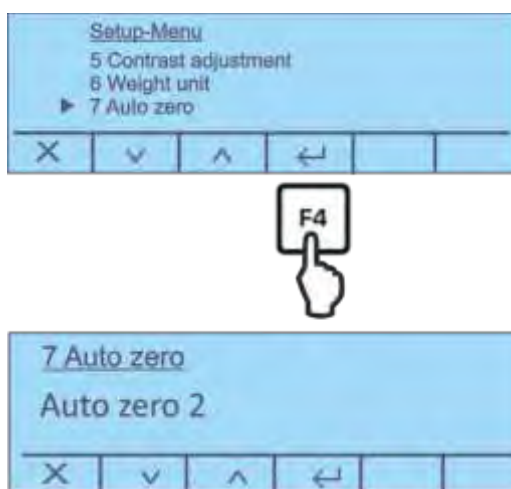 Setup-Menu
5 Contrast adjustment
6 Weight unit
7 Auto zero
F4
7 Auto zero
Auto zero 2